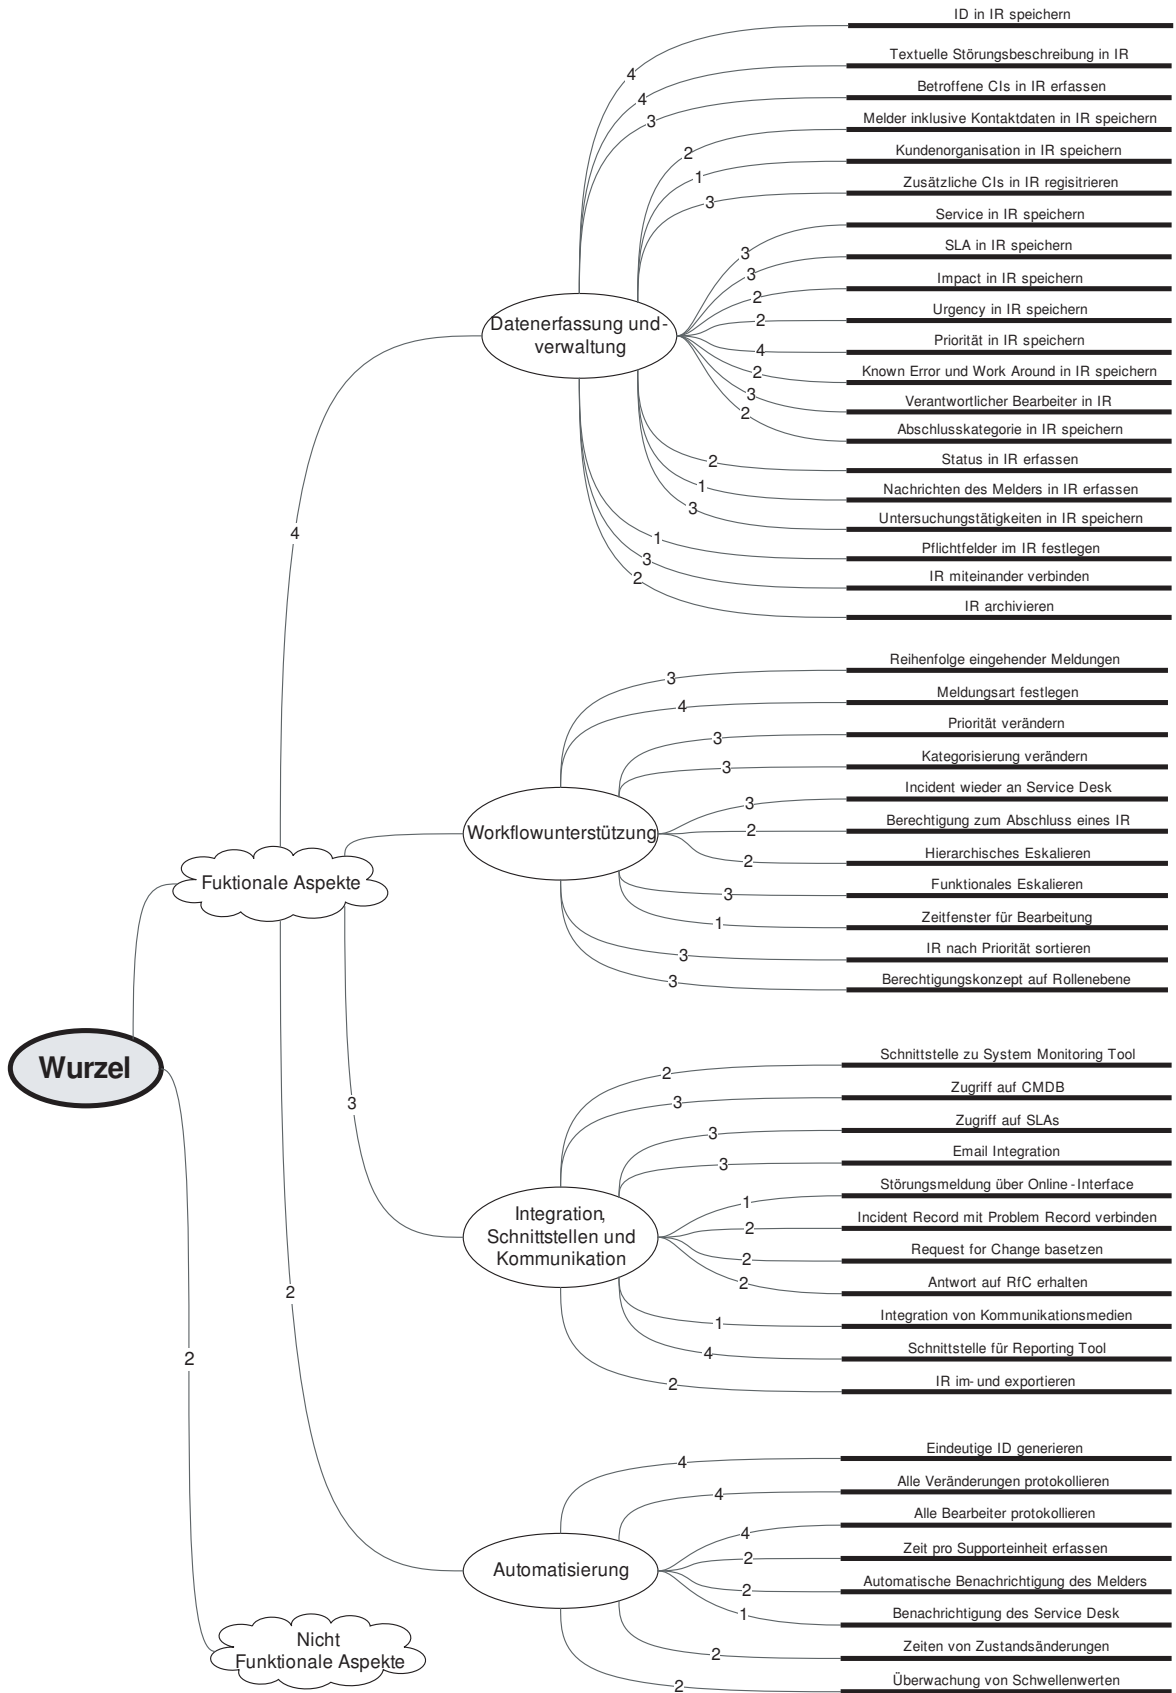 ID in IR speichern
4
Textuelle Störungsbeschreibung in IR
4
Betroffene CIs in IR erfassen
3
Melder inklusive Kontaktdaten in IR speichern
2
Kundenorganisation in IR speichern
1
Zusätzliche CIs in IR regisitrieren
3
Service in IR speichern
3
SLA in IR speichern
3
Impact in IR speichern
2
Urgency in IR speichern
2
Datenerfassung und-
verwaltung
Priorität in IR speichern
4
Known Error und Work Around in IR speichern
2
Verantwortlicher Bearbeiter in IR
3
Abschlusskategorie in IR speichern
2
Status in IR erfassen
2
Nachrichten des Melders in IR erfassen
1
Untersuchungstätigkeiten in IR speichern
3
4
Pflichtfelder im IR festlegen
1
IR miteinander verbinden
3
IR archivieren
2
Reihenfolge eingehender Meldungen
3
Meldungsart festlegen
4
Priorität verändern
3
Kategorisierung verändern
3
Incident wieder an Service Desk
3
Workflowunterstützung
Berechtigung zum Abschluss eines IR
2
Hierarchisches Eskalieren
2
Fuktionale Aspekte
Funktionales Eskalieren
3
Zeitfenster für Bearbeitung
1
IR nach Priorität sortieren
3
Berechtigungskonzept auf Rollenebene
3
Wurzel
Schnittstelle zu System Monitoring Tool
2
Zugriff auf CMDB
3
3
Zugriff auf SLAs
3
Email Integration
3
Störungsmeldung über Online-Interface
1
Integration,
Schnittstellen und
Kommunikation
Incident Record mit Problem Record verbinden
2
Request for Change basetzen
2
Antwort auf RfC erhalten
2
2
Integration von Kommunikationsmedien
1
Schnittstelle für Reporting Tool
4
2
IR im-und exportieren
2
Eindeutige ID generieren
4
Alle Veränderungen protokollieren
4
Alle Bearbeiter protokollieren
4
Automatisierung
Zeit pro Supporteinheit erfassen
2
Automatische Benachrichtigung des Melders
2
Benachrichtigung des Service Desk
1
Nicht
Funktionale Aspekte
Zeiten von Zustandsänderungen
2
Überwachung von Schwellenwerten
2